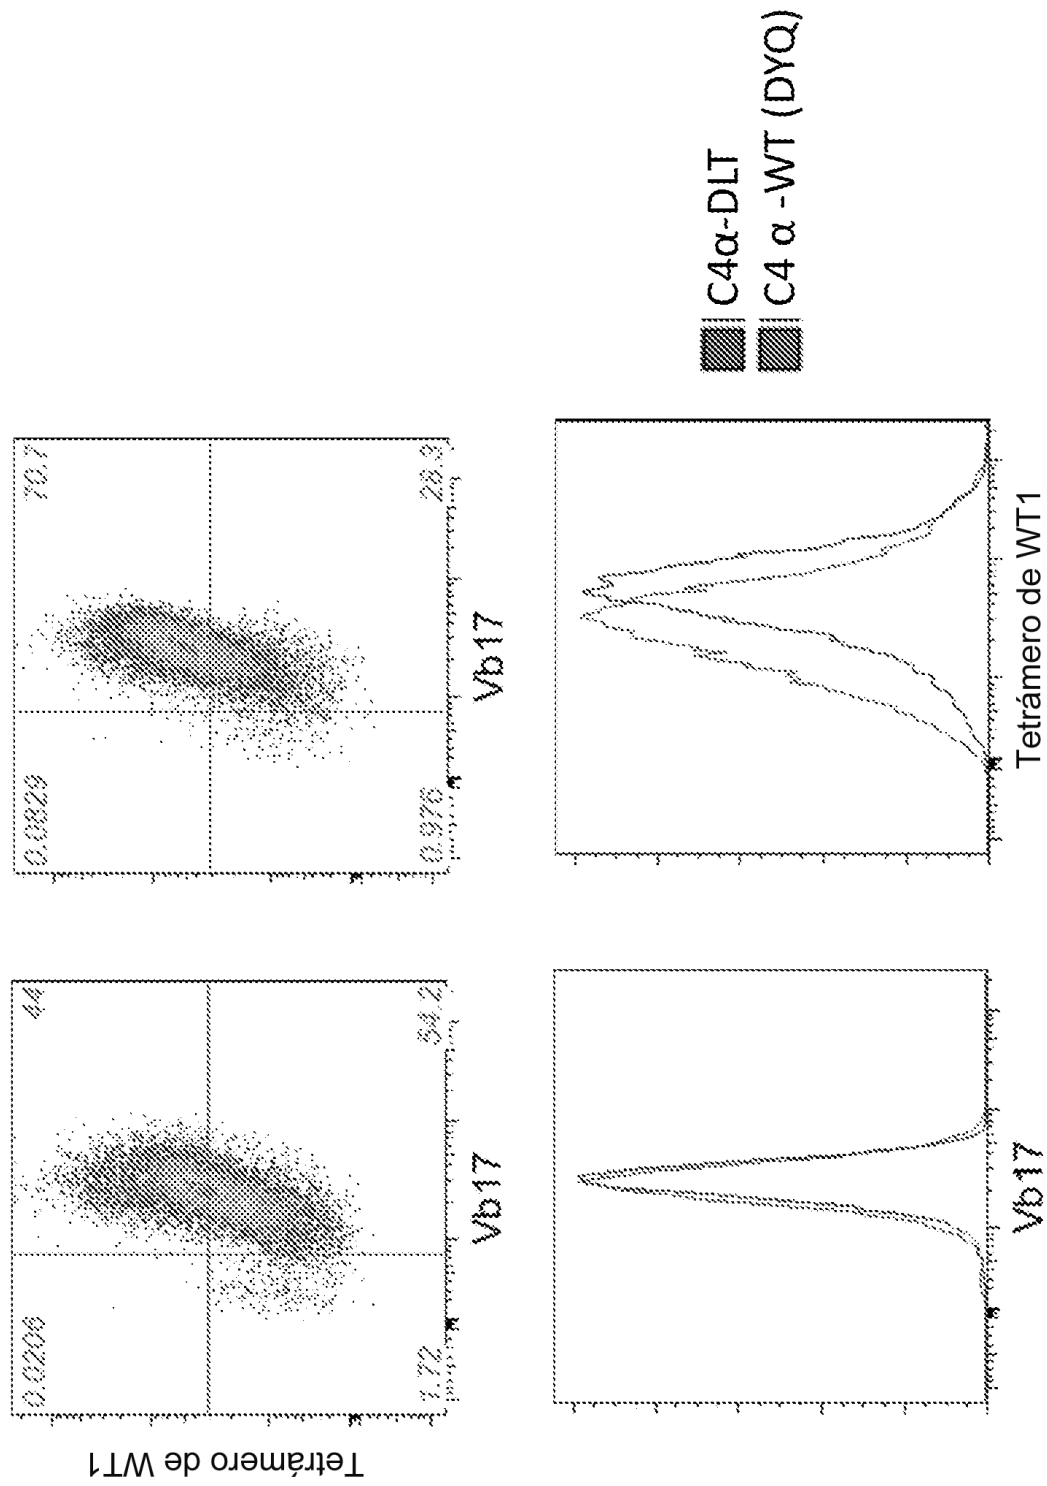 Tetrámero de WT1
0.0206
44
1.72
54.2
Vb17
0.0829
70.7
0.976
28.3
Vb17
Vb17
Tetrámero de WT1
C4α-DLT
C4 α -WT (DYQ)